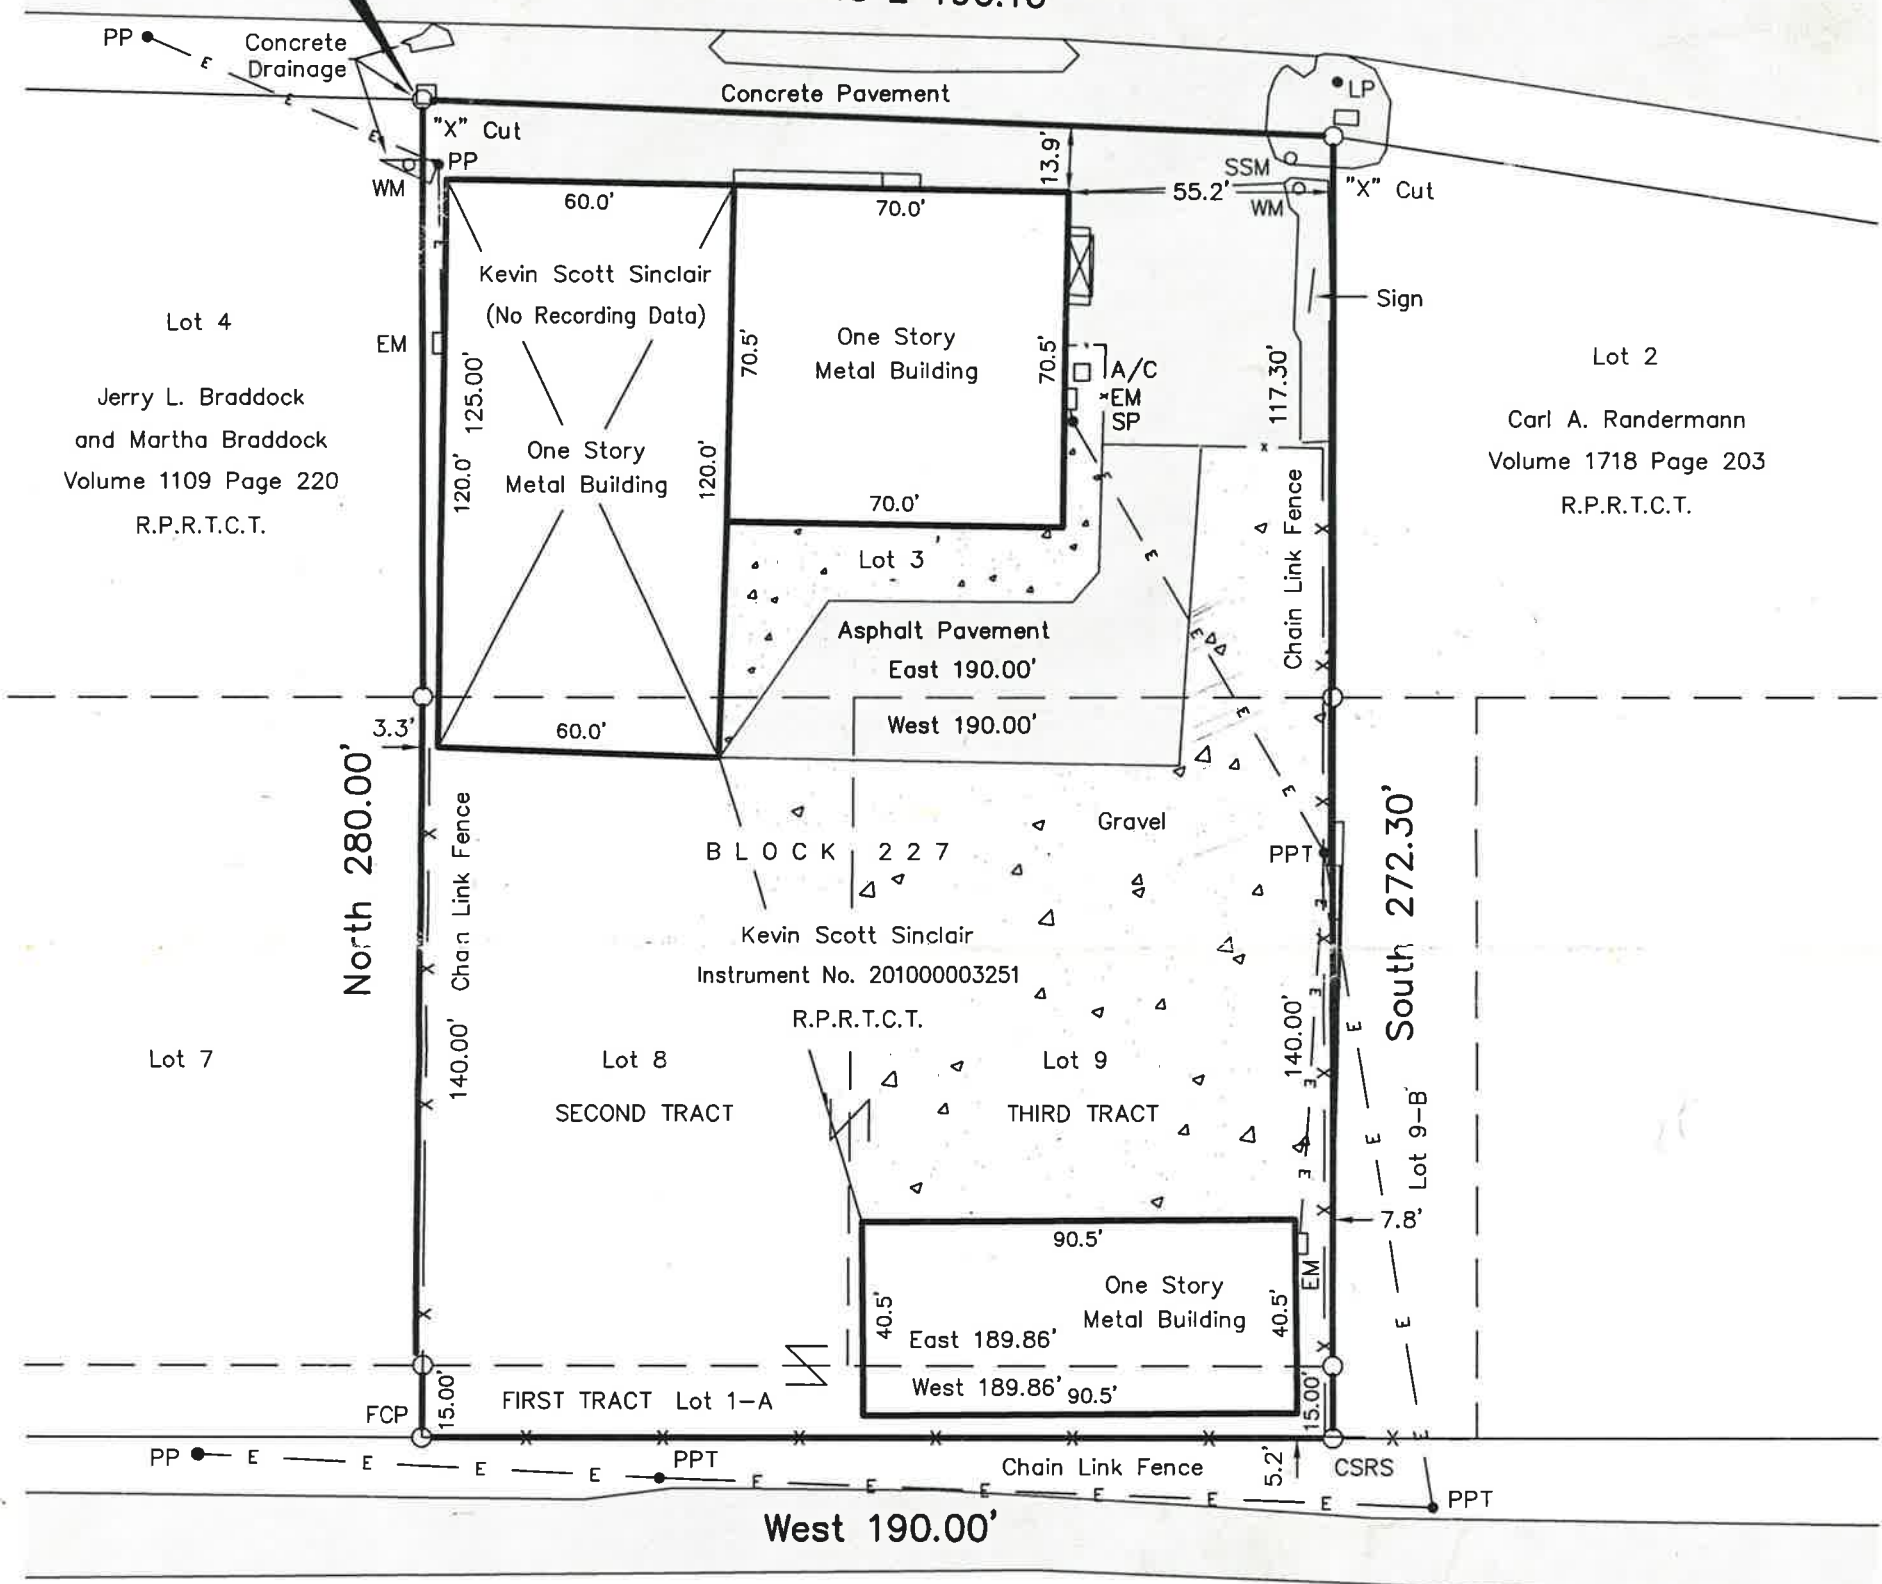 PP
E
E
E
Concrete
Drainage
Concrete Pavement
LP
"X" Cut
PP
WM
13.9'
SSM
55.2'
WM
"X" Cut
60.0'
70.0'
Kevin Scott Sinclair
(No Recording Data)
Sign
Lot 4
EM
One Story
Metal Building
70.5'
70.5'
117.30'
Lot 2
A/C
EM
SP
Jerry L. Braddock
and Martha Braddock
Volume 1109 Page 220
R.P.R.T.C.T.
125.00'
Carl A. Randermann
Volume 1718 Page 203
R.P.R.T.C.T.
One Story
Metal Building
120.0'
120.0'
70.0'
Chain Link Fence
E
E
Lot 3
Asphalt Pavement
E
East 190.00'
West 190.00'
E
3.3'
60.0'
North 280.00'
Chain Link Fence
E
Gravel
BLOCK 227
PPT
South 272.30'
Kevin Scott Sinclair
Instrument No. 201000003251
R.P.R.T.C.T.
E
E
140.00'
140.00'
Lot 7
Lot 8
Lot 9
SECOND TRACT
THIRD TRACT
E
E
E
Lot 9-B
7.8'
90.5'
EM
One Story
Metal Building
40.5'
40.5'
East 189.86'
E
West 189.86'
90.5'
FIRST TRACT Lot 1-A
15.00'
15.00'
FCP
E
PP
E
E
E
E
PPT
Chain Link Fence
5.2'
CSRS
E
E
E
E
E
E
PPT
West 190.00'